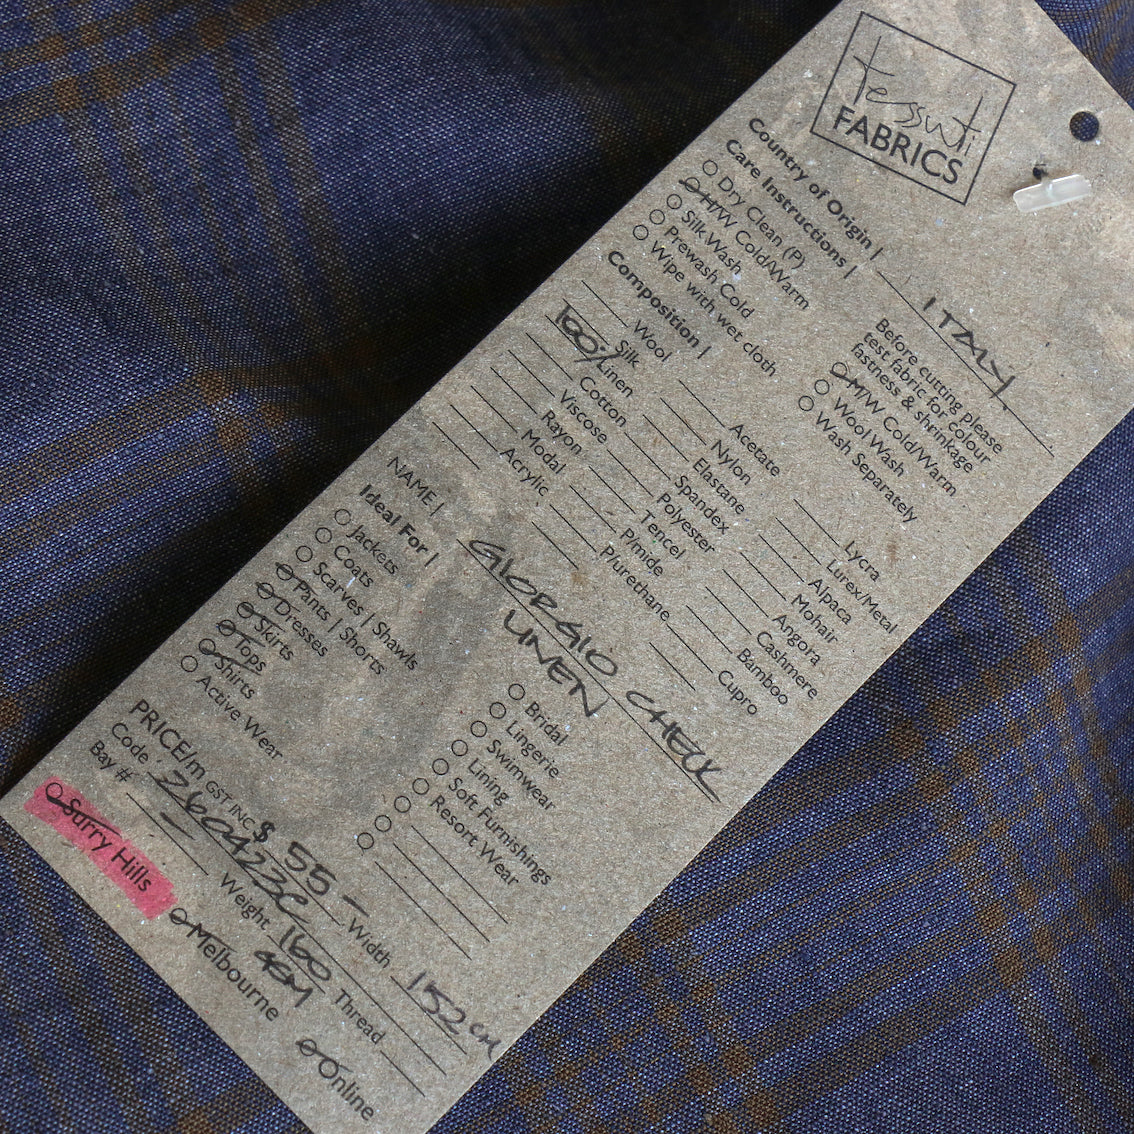 tessuti
FABRICS
Country of Origin | ITALY
Care Instructions |
Dry Clean (P)
H/W Cold/Warm
Silk Wash
Prewash Cold
Wipe with wet cloth
Before cutting please
test fabric for colour
fastness & shrinkage
H/W Cold/Warm
Wool Wash
Wash Separately
Composition |
Wool
Silk
100% Linen
Cotton
Viscose
Rayon
Modal
Acrylic
Acetate
Nylon
Elastane
Spandex
Polyester
Tencel
P/mide
P/urethane
Lycra
Lurex/Metal
Alpaca
Mohair
Angora
Cashmere
Bamboo
Cupro
NAME | GIORGIO CHECK
LINEN
Ideal For |
Jackets
Coats
Scarves | Shawls
Pants | Shorts
Dresses
Skirts
Tops
Shirts
Active Wear
Bridal
Lingerie
Swimwear
Lining
Soft Furnishings
Resort Wear
PRICE/m GST INC $ 55- Width 152cm
Code 260423C
Bay # - Weight 160 Thread
Surry Hills
Melbourne
Online